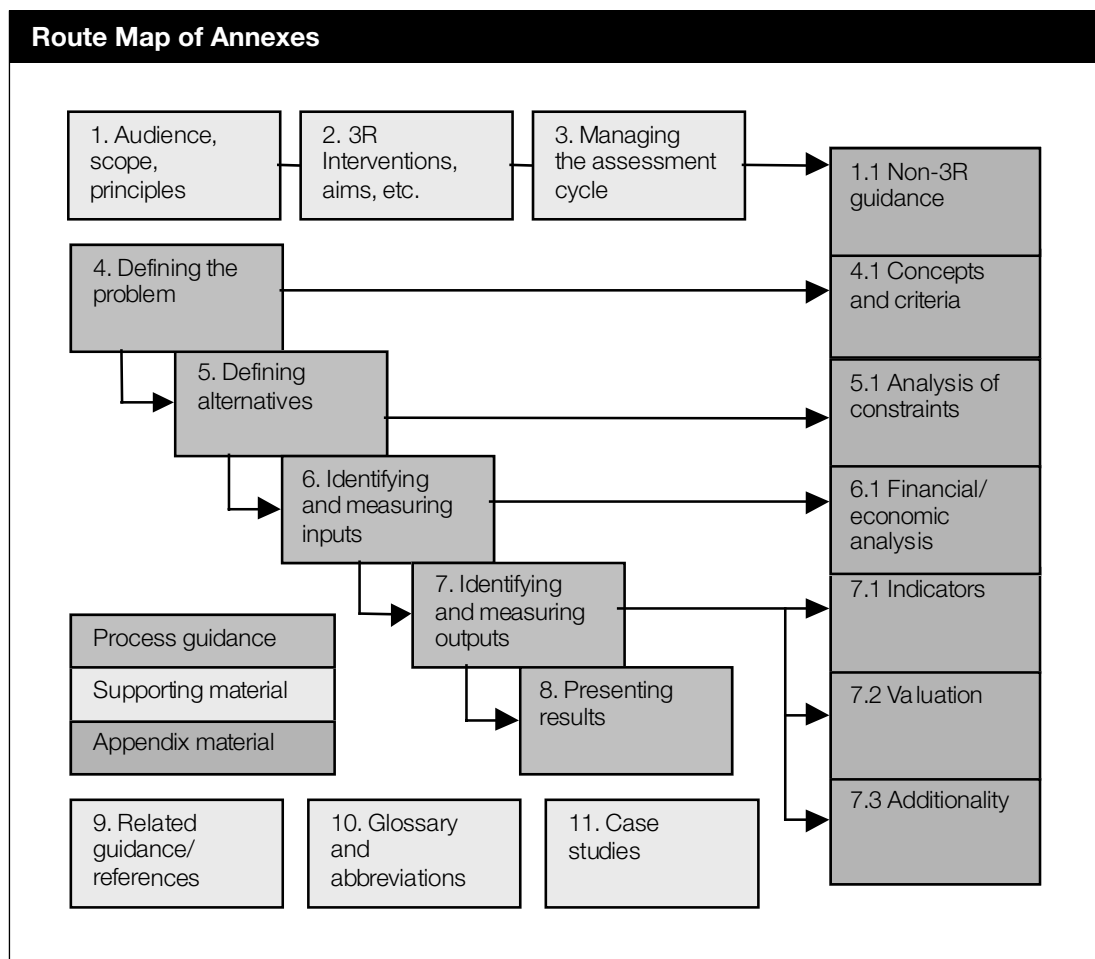 Route Map of Annexes
1. Audience,
scope,
principles
2. 3R
Interventions,
aims, etc.
3. Managing
the assessment
cycle
1.1 Non-3R
guidance
4. Defining the
problem
4.1 Concepts
and criteria
5. Defining
alternatives
5.1 Analysis of
constraints
6. Identifying
and measuring
inputs
6.1 Financial/
economic
analysis
7. Identifying
and measuring
outputs
7.1 Indicators
8. Presenting
results
7.2 Valuation
7.3 Additionality
Process guidance
Supporting material
Appendix material
9. Related
guidance/
references
10. Glossary
and
abbreviations
11. Case
studies